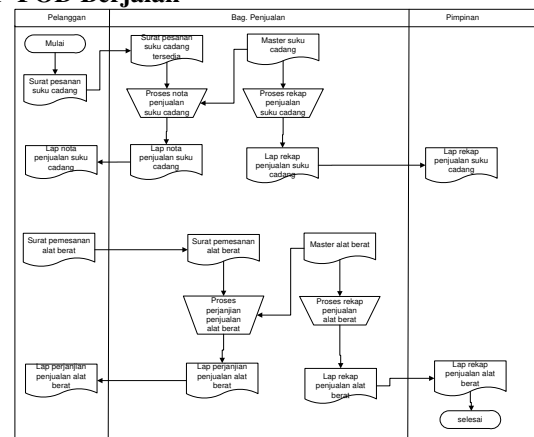 FOD Berjalan
Pelanggan
Bag. Penjualan
Pimpinan
Mulai
Surat pesanan
suku cadang
Surat pesanan
suku cadang
tersedia
Master suku
cadang
Proses nota
penjualan
suku cadang
Proses rekap
penjualan
suku cadang
Lap nota
penjualan suku
cadang
Lap nota
penjualan suku
cadang
Lap rekap
penjualan suku
cadang
Lap rekap
penjualan suku
cadang
Surat pemesanan
alat berat
Surat pemesanan
alat berat
Master alat berat
Proses
perjanjian
penjualan
alat berat
Proses rekap
penjualan
alat berat
Lap perjanjian
penjualan alat
berat
Lap perjanjian
penjualan alat
berat
Lap rekap
penjualan alat
berat
Lap rekap
penjualan alat
berat
selesai